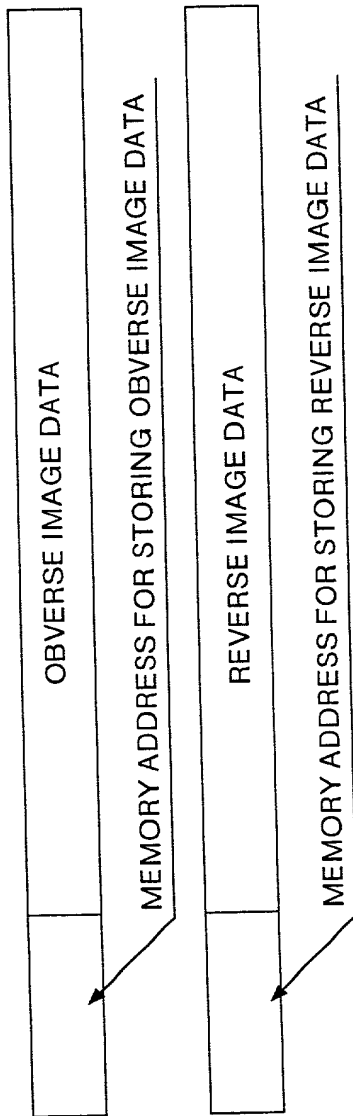 OBVERSE IMAGE DATA
MEMORY ADDRESS FOR STORING OBVERSE IMAGE DATA
REVERSE IMAGE DATA
MEMORY ADDRESS FOR STORING REVERSE IMAGE DATA